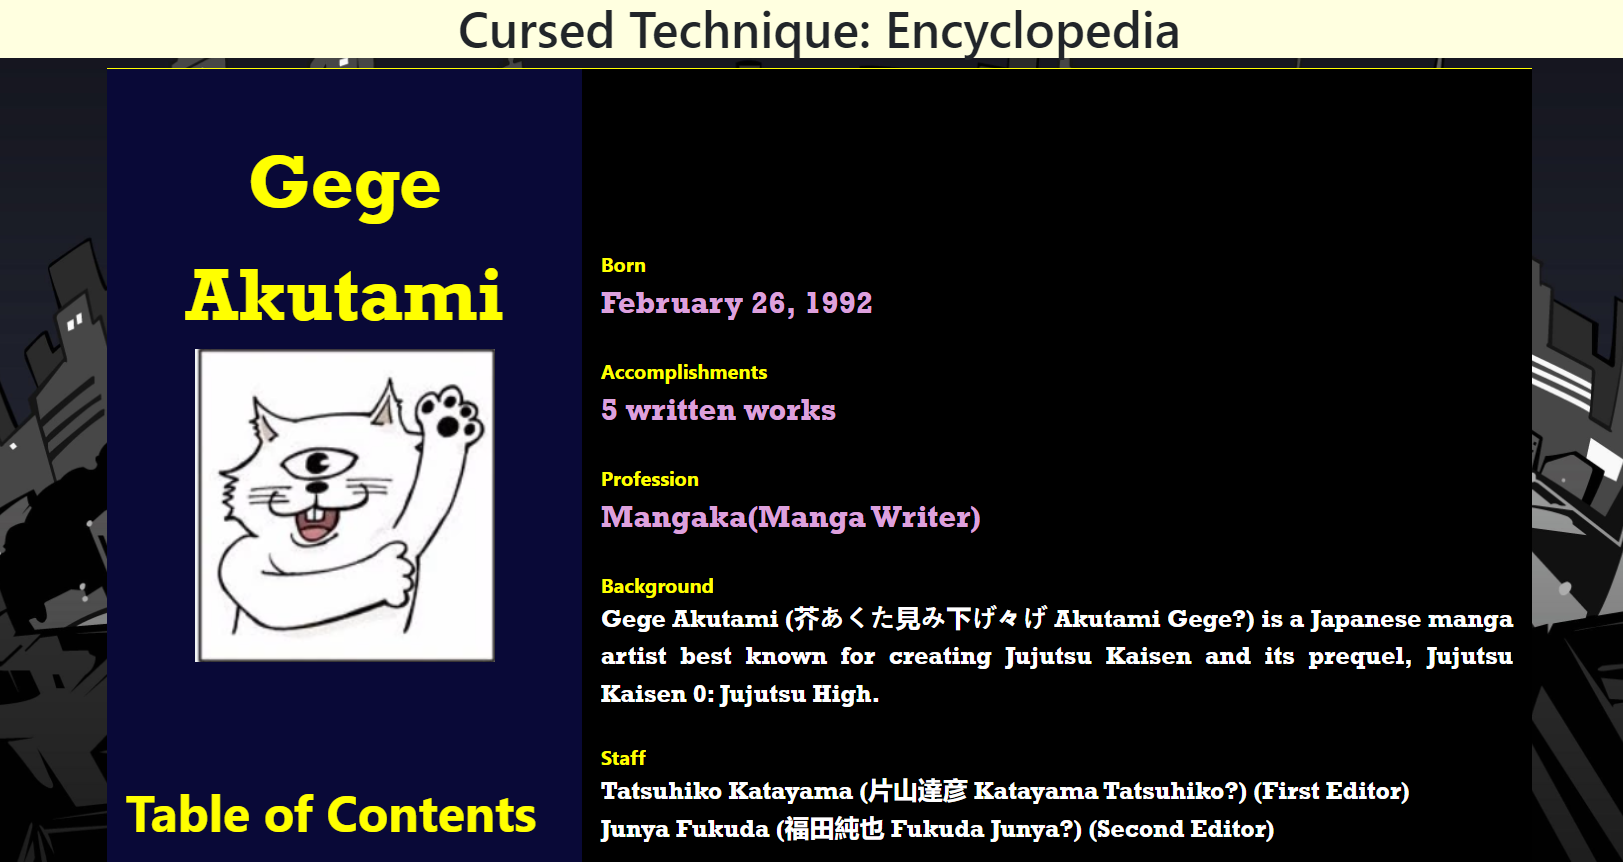 Cursed Technique: Encyclopedia
Gege
Akutami
Table of Contents
Born
February 26, 1992
Accomplishments
5 written works
Profession
Mangaka(Manga Writer)
Background
Gege Akutami (芥あくた見み下げ々げ Akutami Gege?) is a Japanese manga
artist best known for creating Jujutsu Kaisen and its prequel, Jujutsu
Kaisen 0: Jujutsu High.
Staff
Tatsuhiko Katayama (片山達彦 Katayama Tatsuhiko?) (First Editor)
Junya Fukuda (福田純也 Fukuda Junya?) (Second Editor)